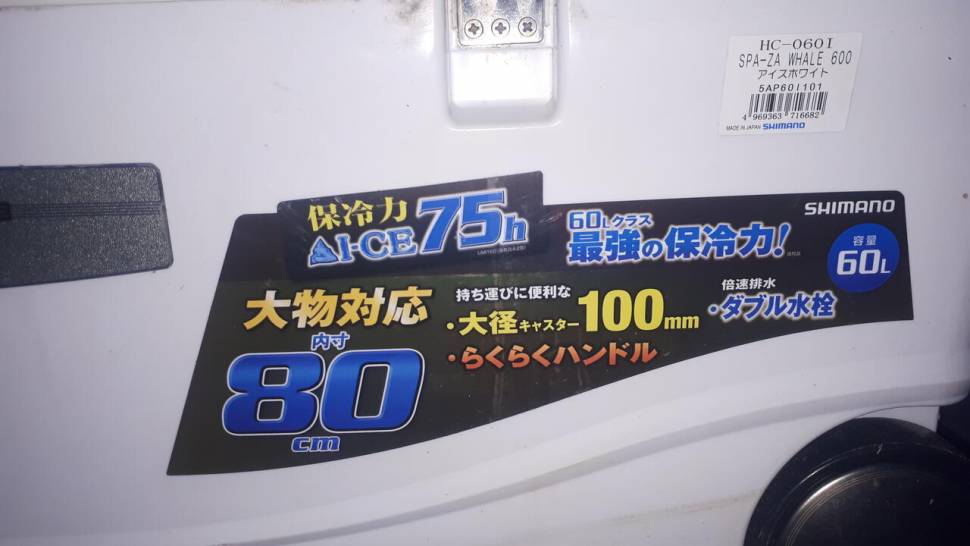 HC-060I
SPA-ZA WHALE 600
アイスホワイト
5AP60I101
4 969363 716682
MADE IN JAPAN SHIMANO
SHIMANO
保冷力
I-CE 75h
60Lクラス
最強の保冷力!
容量
60L
大物対応
内寸
80
cm
持ち運びに便利な
・大径キャスター100mm
・らくらくハンドル
倍速排水
・ダブル水栓